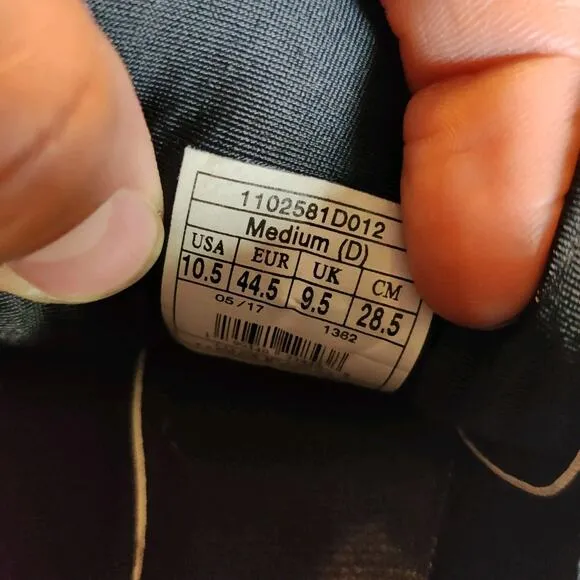 1102581D012
Medium (D)
USA EUR UK CM
10.5 44.5 9.5 28.5
05/17 1362